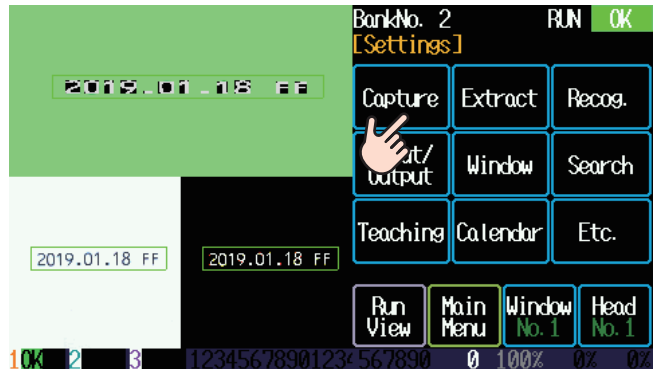 BankNo. 2 RUN OK
[Settings]
2019.01.18 FF
Capture Extract Recog.
Output Window Search
Teaching Calendar Etc.
2019.01.18 FF 2019.01.18 FF
Run View Main Menu Window No.1 Head No.1
1OK 2 3 12345678901234567890 0 100% 0% 0%